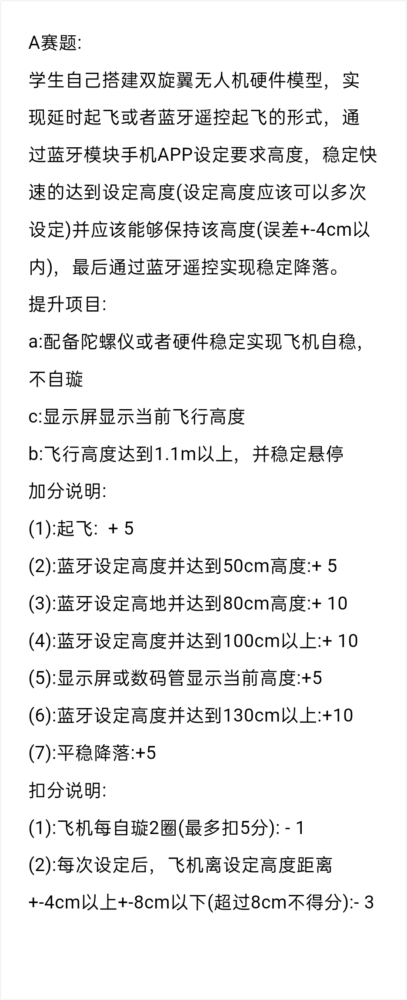 A赛题:
学生自己搭建双旋翼无人机硬件模型，实
现延时起飞或者蓝牙遥控起飞的形式，通
过蓝牙模块手机APP设定要求高度，稳定快
速的达到设定高度(设定高度应该可以多次
设定)并应该能够保持该高度(误差+-4cm以
内)，最后通过蓝牙遥控实现稳定降落。
提升项目:
a:配备陀螺仪或者硬件稳定实现飞机自稳，
不自璇
c:显示屏显示当前飞行高度
b:飞行高度达到1.1m以上，并稳定悬停
加分说明:
(1):起飞：+ 5
(2):蓝牙设定高度并达到50cm高度:+ 5
(3):蓝牙设定高地并达到80cm高度:+ 10
(4):蓝牙设定高度并达到100cm以上:+ 10
(5):显示屏或数码管显示当前高度:+5
(6):蓝牙设定高度并达到130cm以上:+10
(7):平稳降落:+5
扣分说明:
(1):飞机每自璇2圈(最多扣5分): - 1
(2):每次设定后，飞机离设定高度距离
+-4cm以上+-8cm以下(超过8cm不得分):- 3